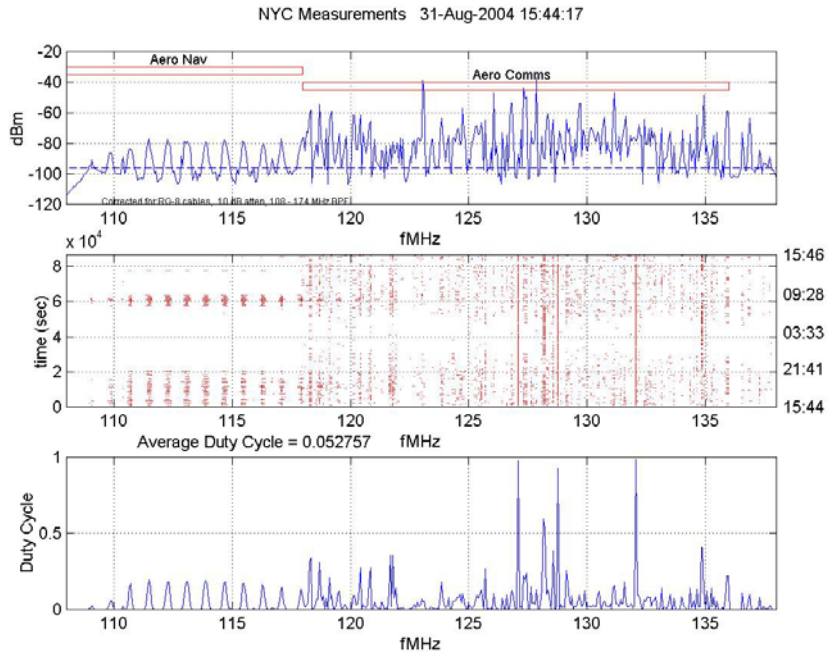 NYC Measurements 31-Aug-2004 15:44:17
-20
-40
-60
-80
-100
-120
dBm
Aero Nav
Aero Comms
Corrected for RG-8 cables, 10 dB atten, 108 - 174 MHz BPF
110 115 120 125 130 135
fMHz
x 10^4
8
6
4
2
0
time (sec)
15:46
09:28
03:33
21:41
15:44
110 115 120 125 130 135
Average Duty Cycle = 0.052757 fMHz
1
0.5
0
Duty Cycle
110 115 120 125 130 135
fMHz